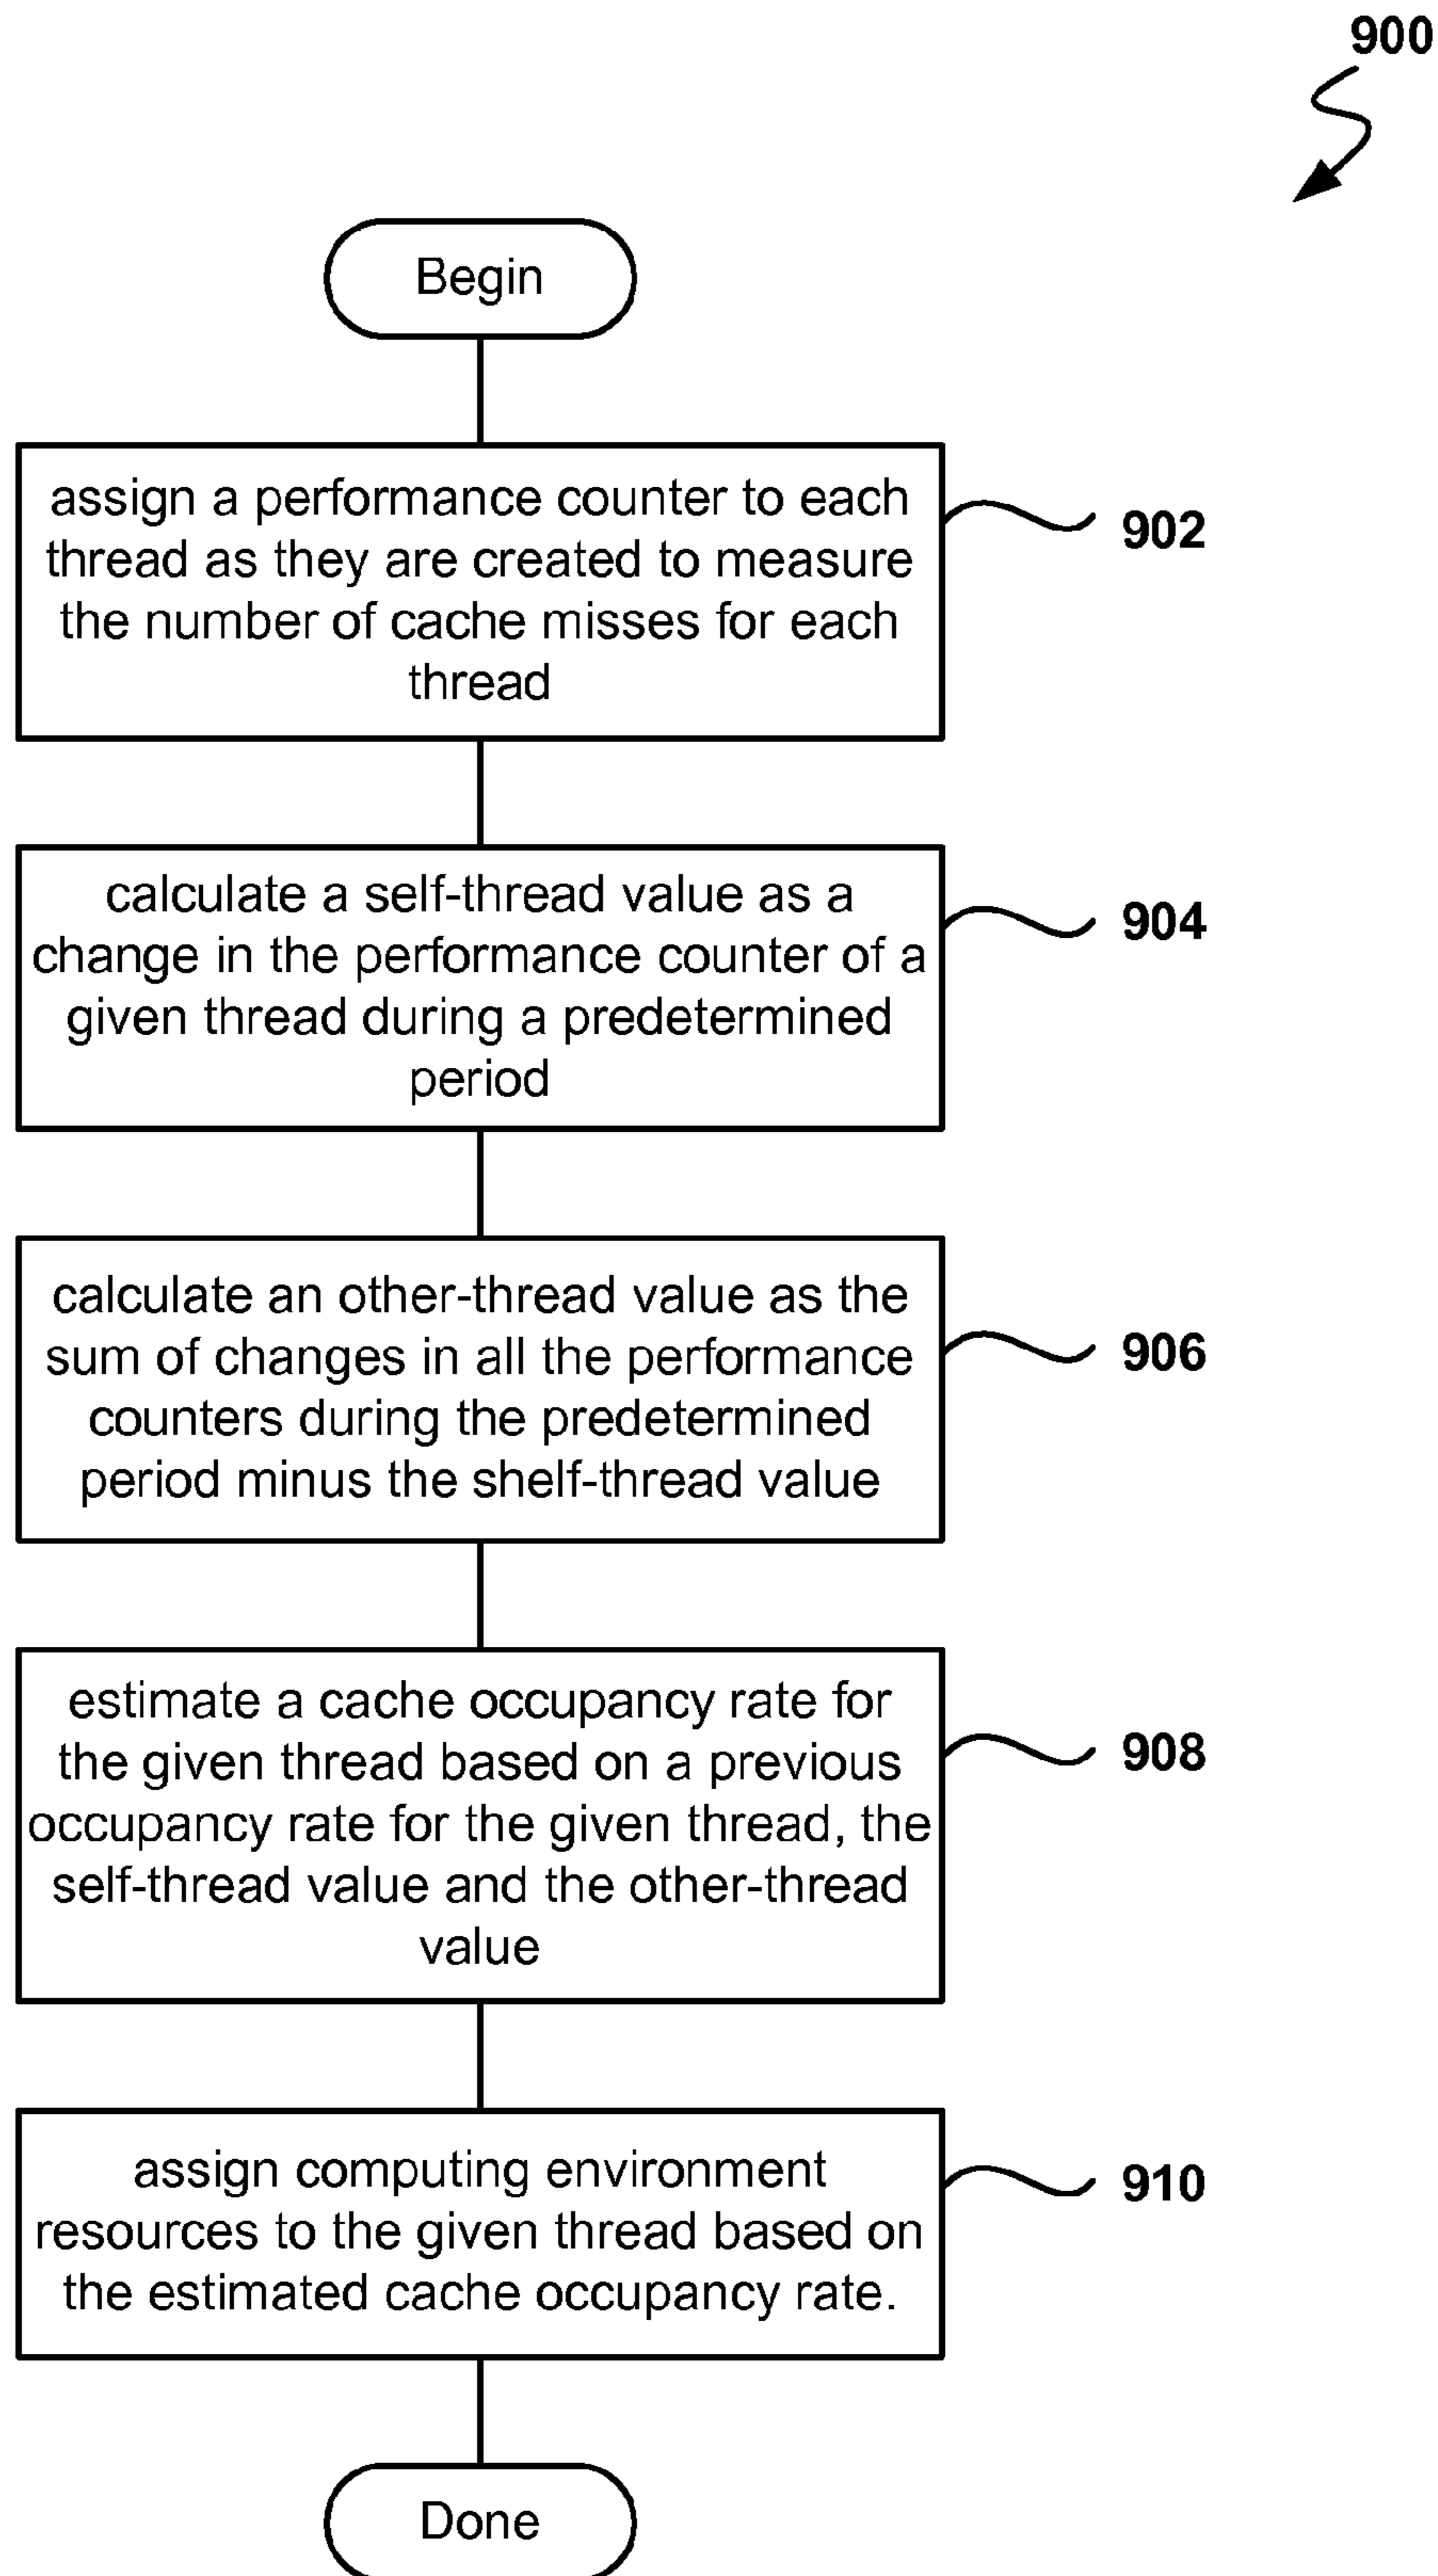 900
Begin
assign a performance counter to each
thread as they are created to measure
the number of cache misses for each
thread
902
calculate a self-thread value as a
change in the performance counter of a
given thread during a predetermined
period
904
calculate an other-thread value as the
sum of changes in all the performance
counters during the predetermined
period minus the shelf-thread value
906
estimate a cache occupancy rate for
the given thread based on a previous
occupancy rate for the given thread, the
self-thread value and the other-thread
value
908
assign computing environment
resources to the given thread based on
the estimated cache occupancy rate.
910
Done